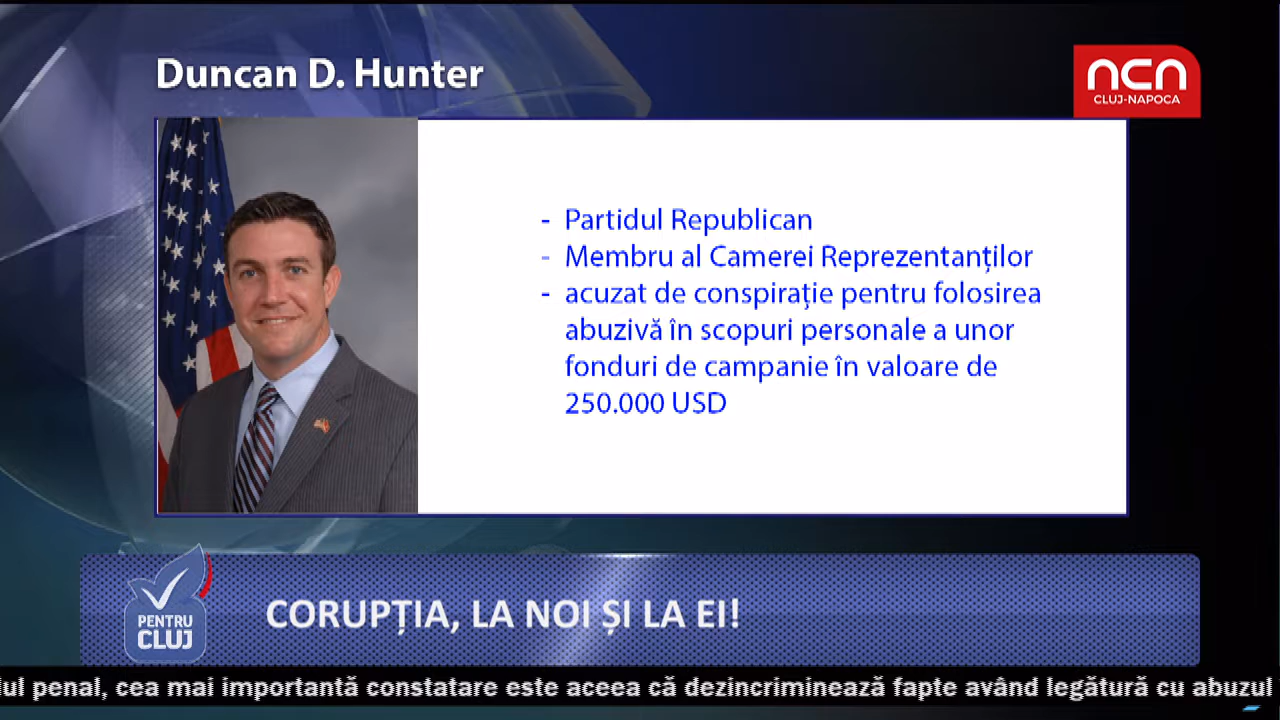 Duncan D. Hunter
ncn
CLUJ-NAPOCA
- Partidul Republican
- Membru al Camerei Reprezentanților
- acuzat de conspirație pentru folosirea
abuzivă în scopuri personale a unor
fonduri de campanie în valoare de
250.000 USD
PENTRU
CLUJ
CORUPȚIA, LA NOI ȘI LA EI!
penal, cea mai importantă constatare este aceea că dezincriminează fapte având legătură cu abuzul